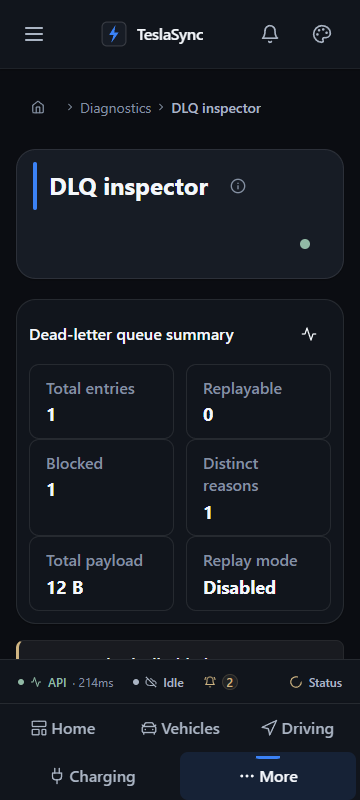 TeslaSync
Diagnostics DLQ inspector
DLQ inspector
Dead-letter queue summary
Total entries
1
Replayable
0
Blocked
1
Distinct
reasons
1
Total payload
12 B
Replay mode
Disabled
API · 214ms Idle 2 Status
Home Vehicles Driving
Charging More